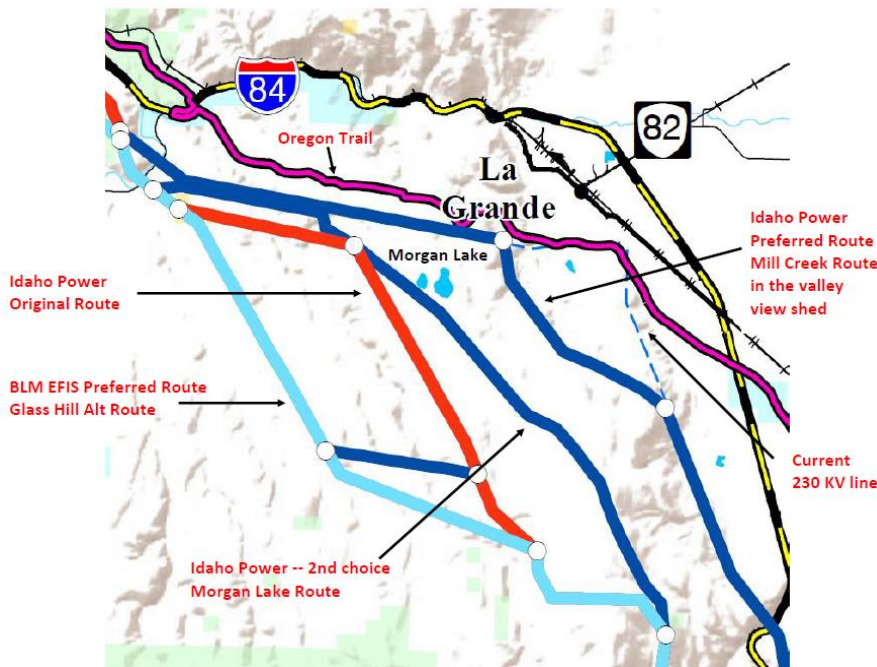 84
82
Oregon Trail
La
Grande
Morgan Lake
Idaho Power
Preferred Route
Mill Creek Route
in the valley
view shed
Idaho Power
Original Route
BLM EFIS Preferred Route
Glass Hill Alt Route
Current
230 KV line
Idaho Power -- 2nd choice
Morgan Lake Route